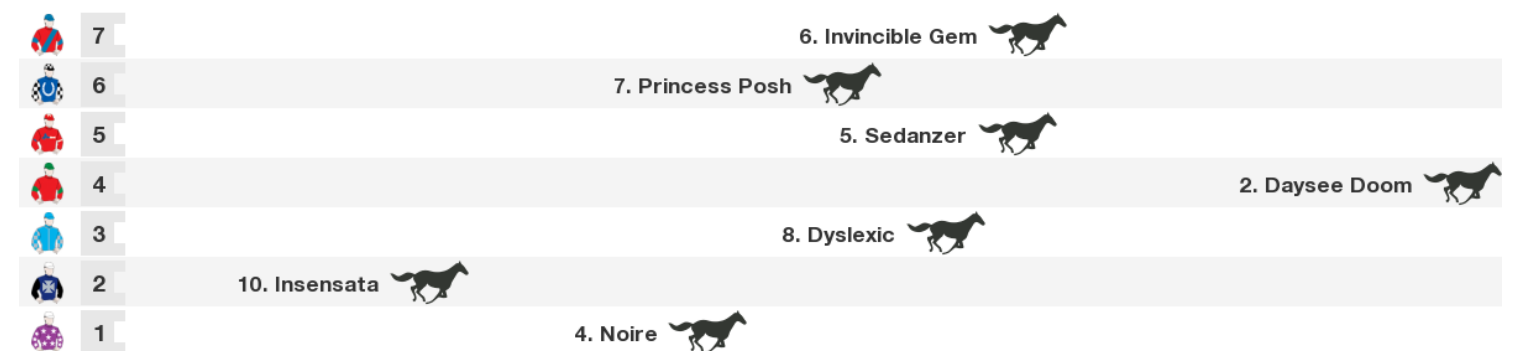 7 6. Invincible Gem
6 7. Princess Posh
5 5. Sedanzer
4 2. Daysee Doom
3 8. Dyslexic
2 10. Insensata
1 4. Noire